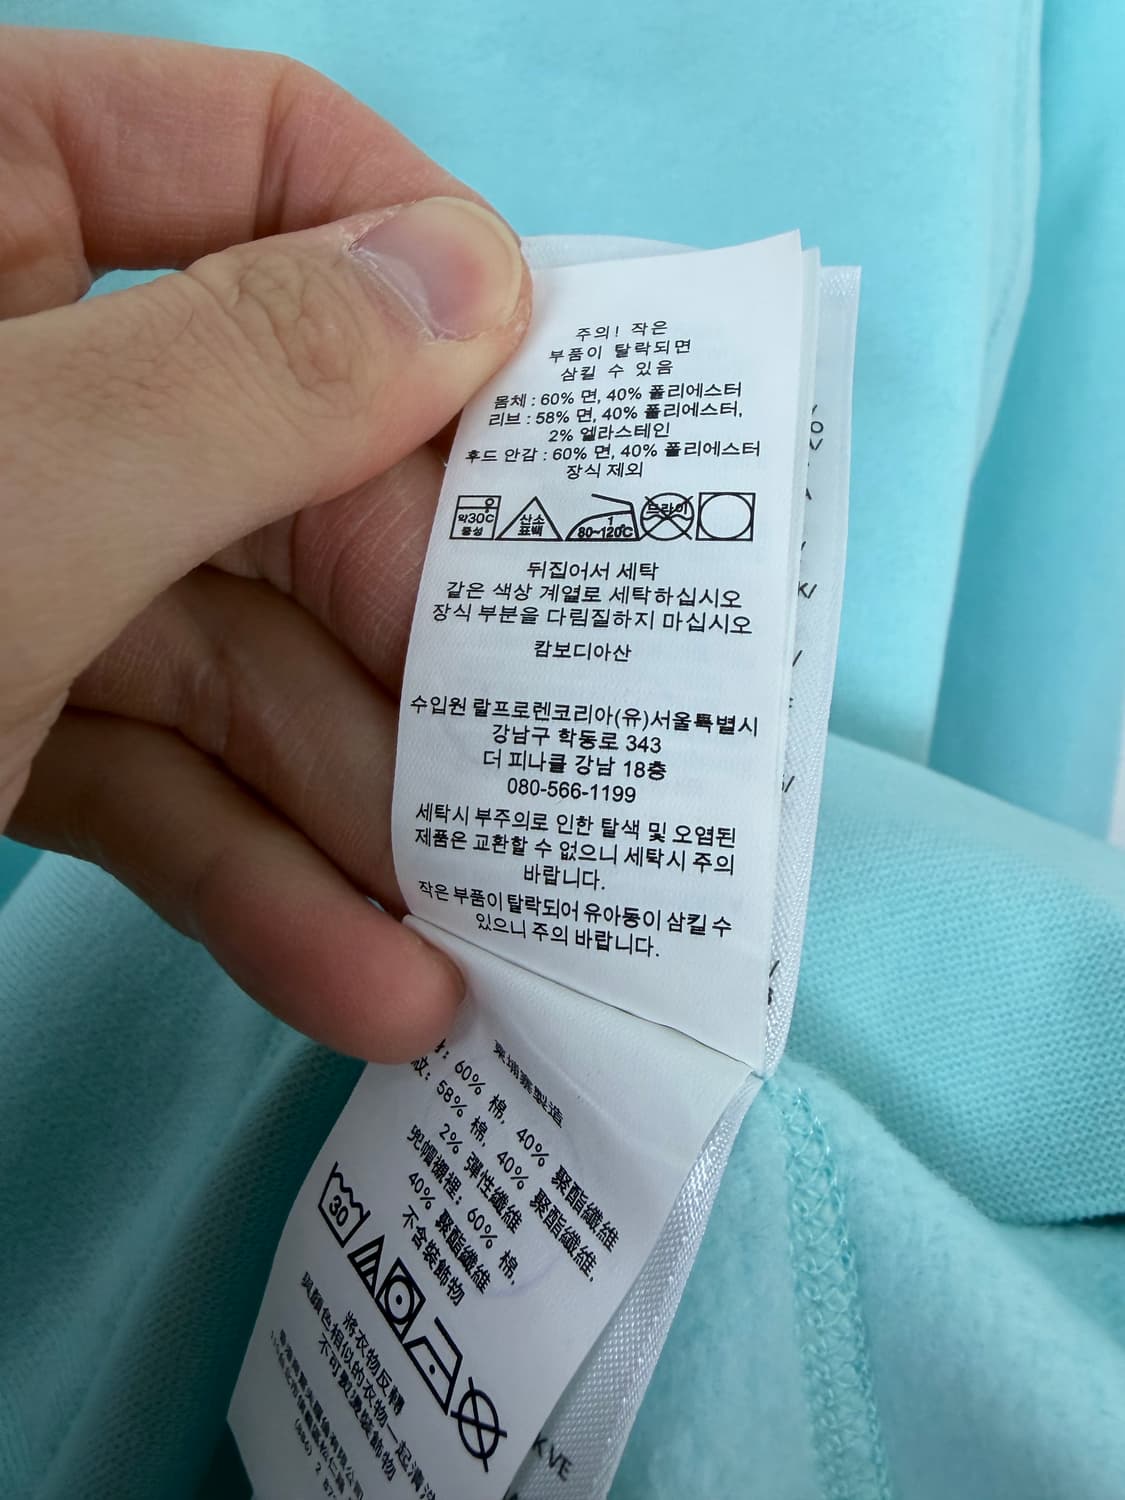 주의! 작은
부품이 탈락되면
삼킬 수 있음
몸체 : 60% 면, 40% 폴리에스터
리브 : 58% 면, 40% 폴리에스터,
2% 엘라스테인
후드 안감 : 60% 면, 40% 폴리에스터
장식 제외
약30℃
중성
산소
표백
1
80~120℃
드라이
뒤집어서 세탁
같은 색상 계열로 세탁하십시오
장식 부분을 다림질하지 마십시오
캄보디아산
수입원 랄프로렌코리아(유)서울특별시
강남구 학동로 343
더 피나클 강남 18층
080-566-1199
세탁시 부주의로 인한 탈색 및 오염된
제품은 교환할 수 없으니 세탁시 주의
바랍니다.
작은 부품이 탈락되어 유아동이 삼킬 수
있으니 주의 바랍니다.
柬埔寨製造
: 60% 棉, 40% 聚酯纖維
紋: 58% 棉, 40% 聚酯纖維,
2% 彈性纖維
兜帽襯裡: 60% 棉,
40% 聚酯纖維
不含裝飾物
30
將衣物反轉
與顏色相似的衣物一起清洗
不可熨燙裝飾物
K VE